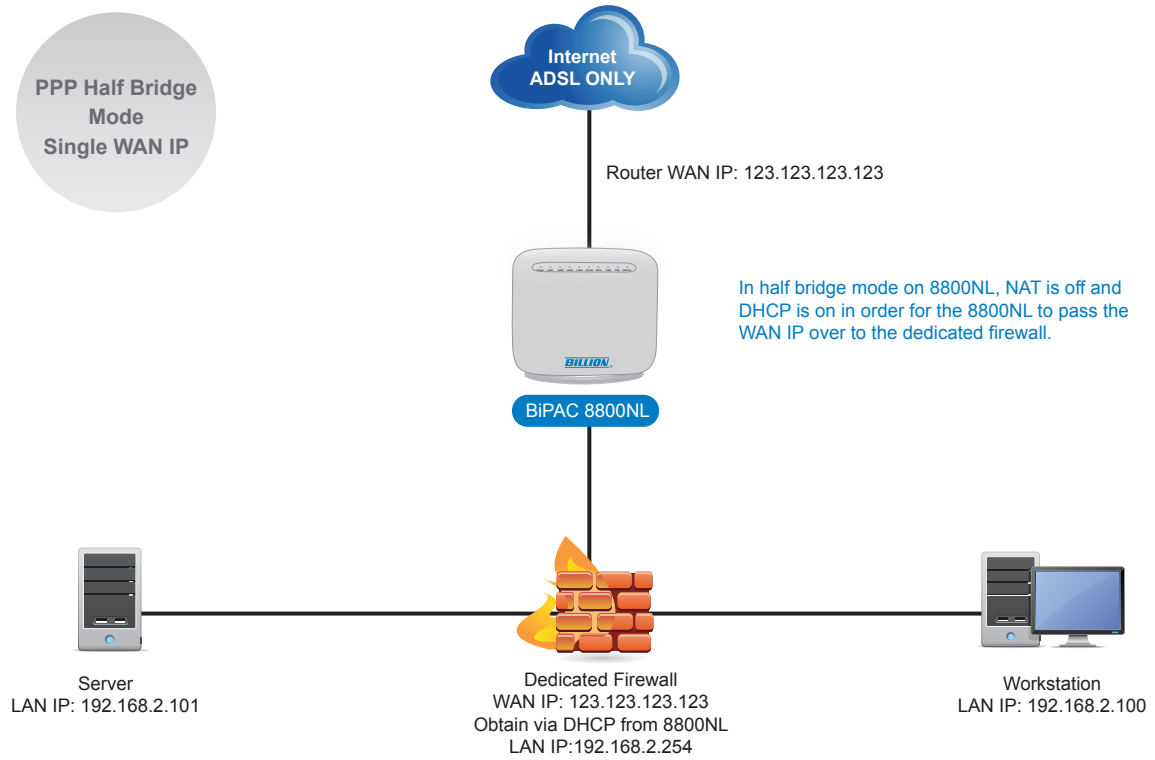 PPP Half Bridge
Mode
Single WAN IP
Internet
ADSL ONLY
Router WAN IP: 123.123.123.123
In half bridge mode on 8800NL, NAT is off and
DHCP is on in order for the 8800NL to pass the
WAN IP over to the dedicated firewall.
BILLION
BiPAC 8800NL
Server
LAN IP: 192.168.2.101
Dedicated Firewall
WAN IP: 123.123.123.123
Obtain via DHCP from 8800NL
LAN IP:192.168.2.254
Workstation
LAN IP: 192.168.2.100